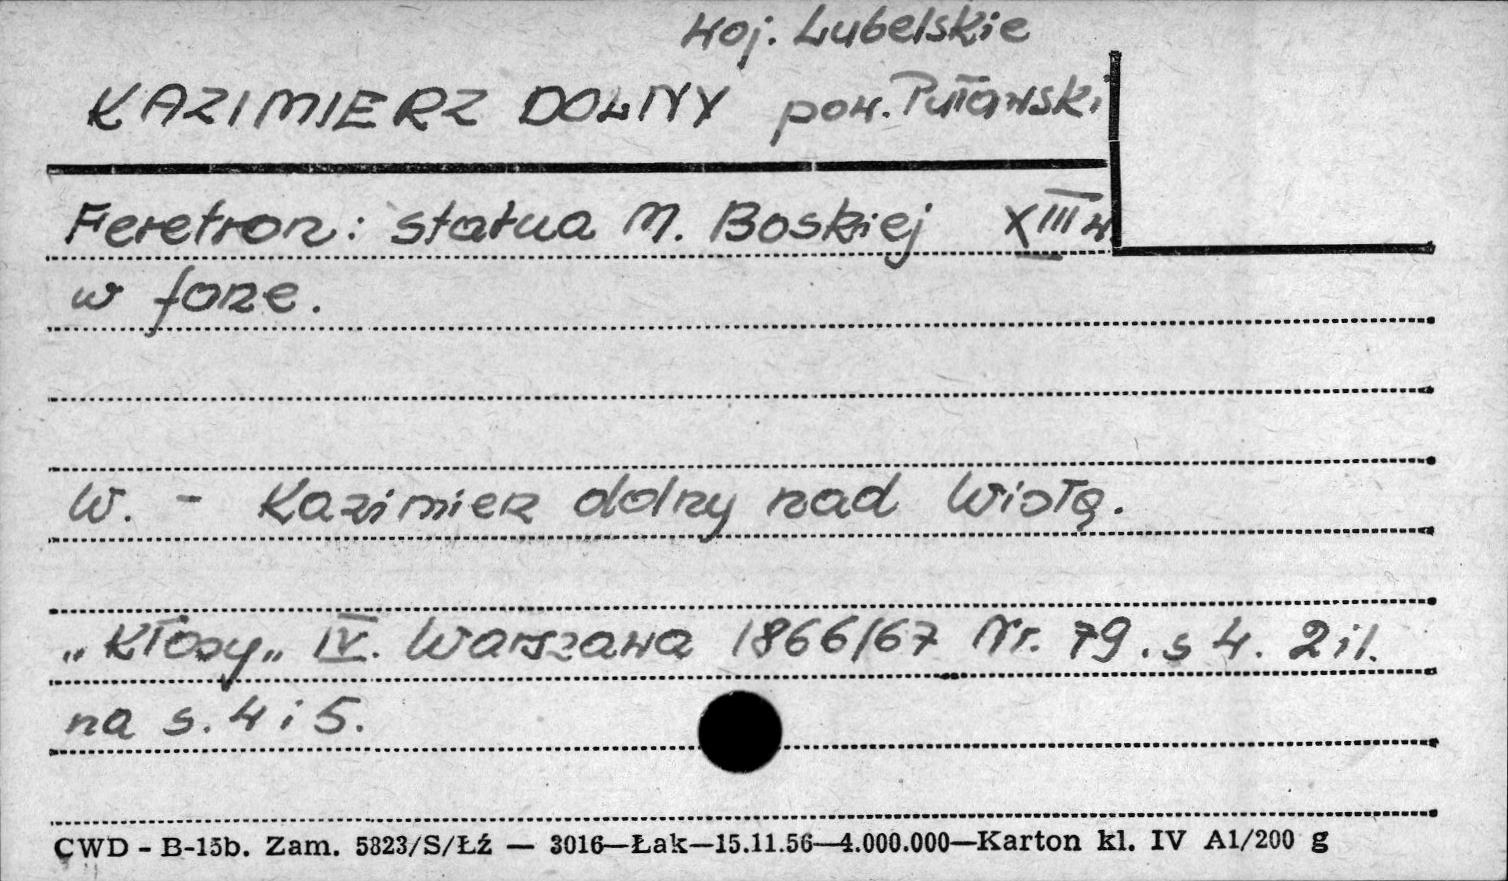 woj. Lubelskie
KAZIMIERZ DOLNY pow. Puławski
Feretron: statua M. Boskiej XIII w
w farze.
W. - Kazimierz dolny nad Wisłą.
„Kłosy„ IV. Warszawa 1866/67 Nr. 79. s 4. 2 il.
na s. 4 i 5.
CWD - B-15b. Zam. 5823/S/Łź — 3016—Łak—15.11.56—4.000.000—Karton kl. IV A1/200 g